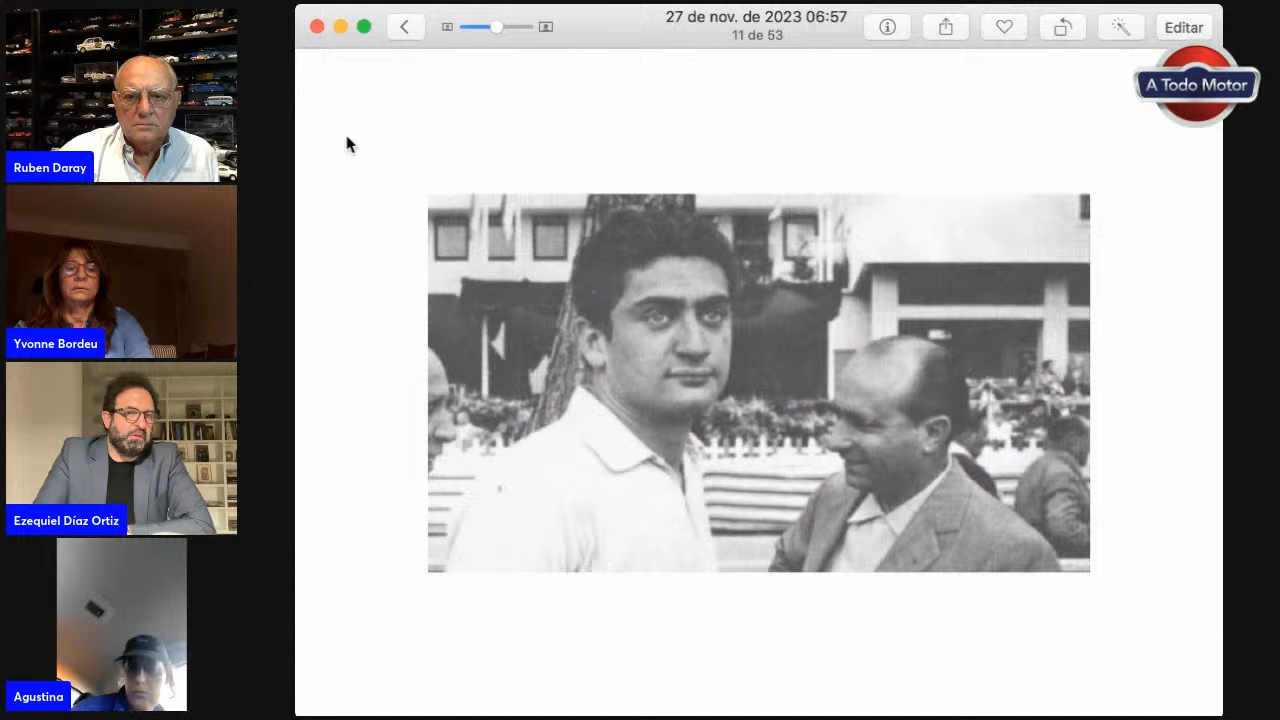 27 de nov. de 2023 06:57
11 de 53
Editar
A Todo Motor
Ruben Daray
Yvonne Bordeu
Ezequiel Díaz Ortiz
Agustina